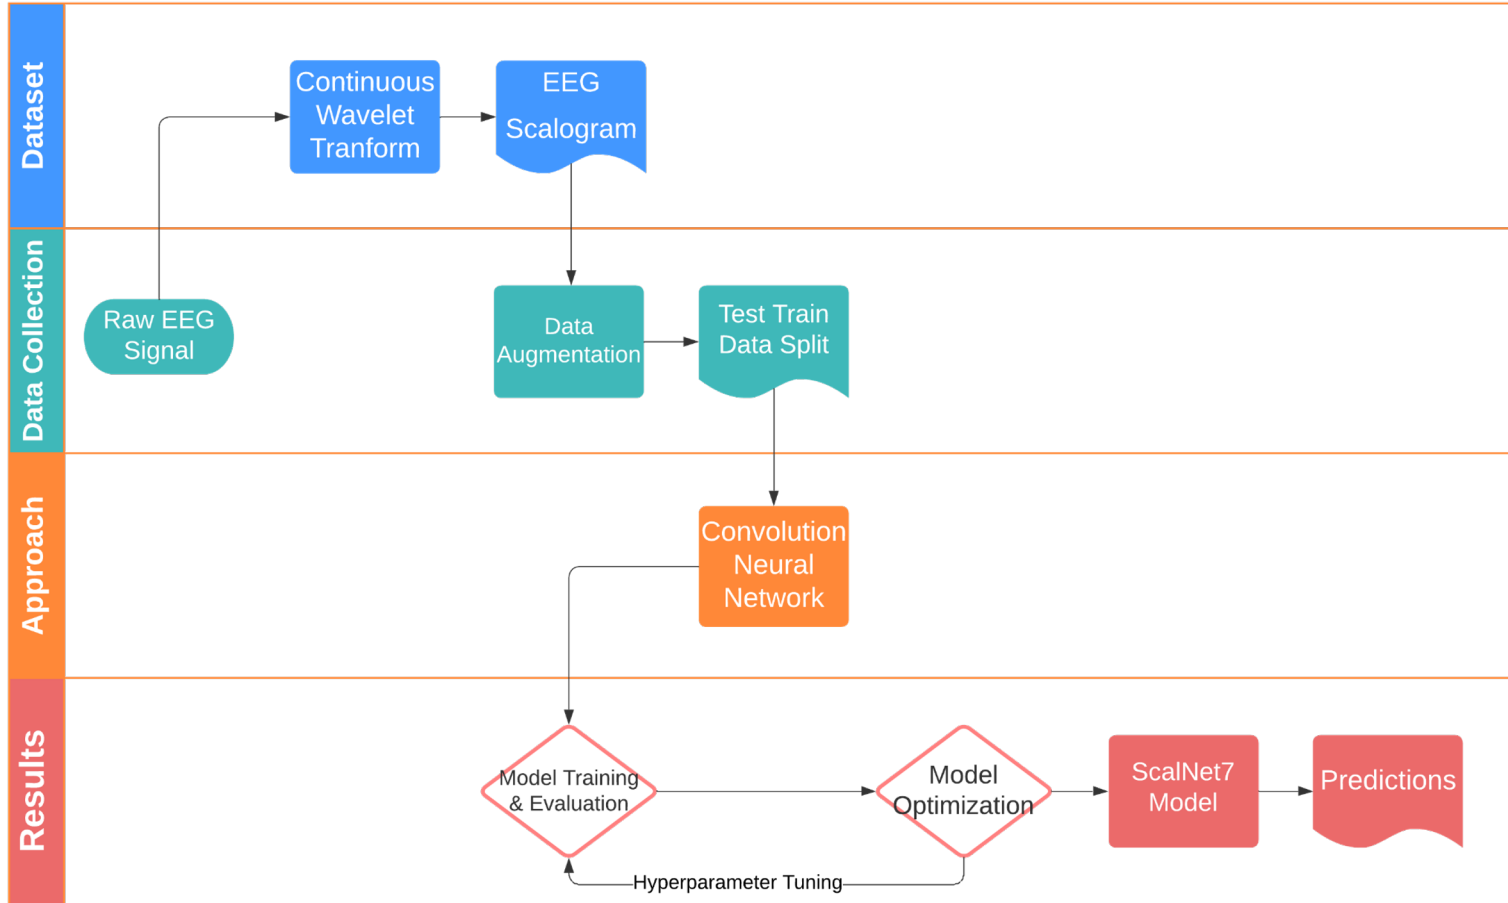 Dataset
Continuous
Wavelet
Tranform
EEG
Scalogram
Data Collection
Raw EEG
Signal
Data
Augmentation
Test Train
Data Split
Approach
Convolution
Neural
Network
Results
Model Training
& Evaluation
Model
Optimization
ScalNet7
Model
Predictions
Hyperparameter Tuning